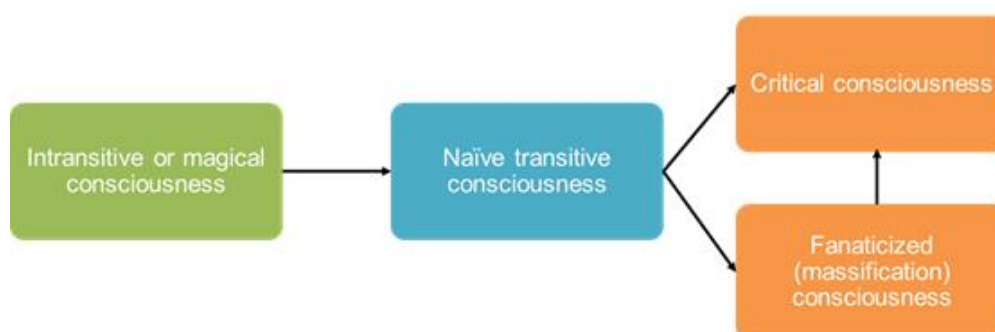 Intransitive or magical
consciousness
Naïve transitive
consciousness
Critical consciousness
Fanaticized
(massification)
consciousness